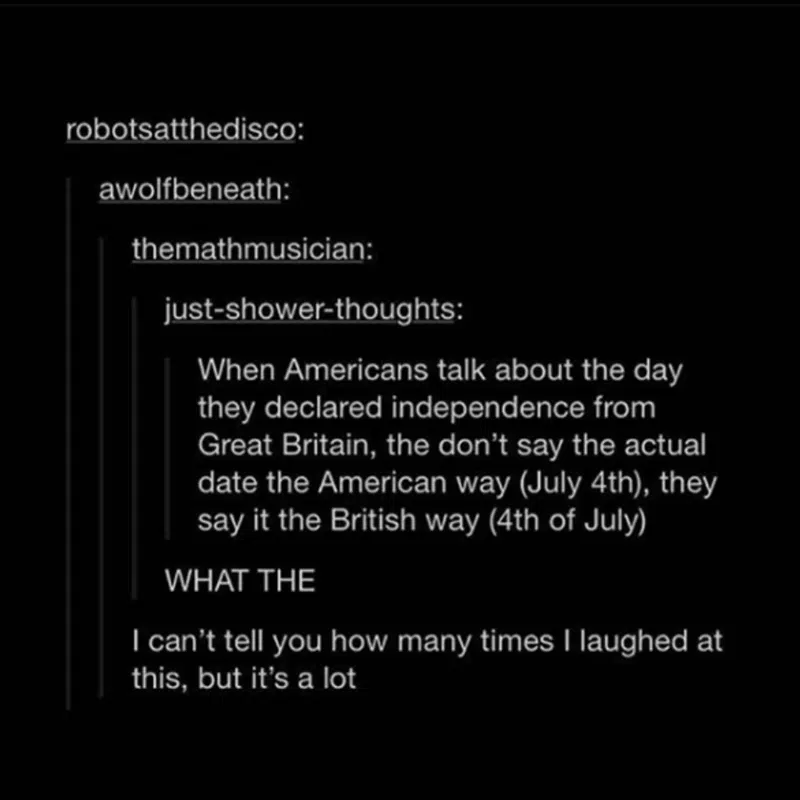 robotsatthedisco:
awolfbeneath:
themathmusician:
just-shower-thoughts:
When Americans talk about the day
they declared independence from
Great Britain, the don't say the actual
date the American way (July 4th), they
say it the British way (4th of July)
WHAT THE
I can't tell you how many times I laughed at
this, but it's a lot